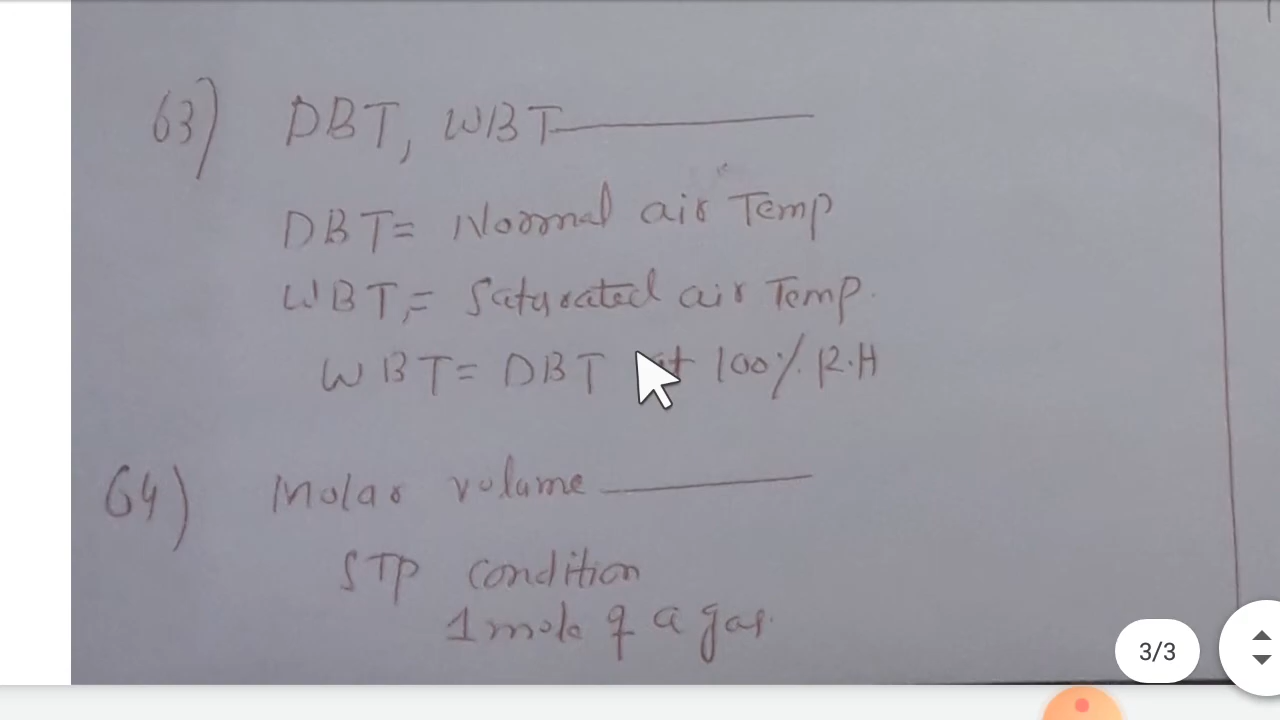 63) DBT, WBT
DBT = Normal air Temp
WBT, = Saturated air Temp.
WBT = DBT at 100% R.H
64) Molar volume
STP condition
1 mole of a gas.
3/3